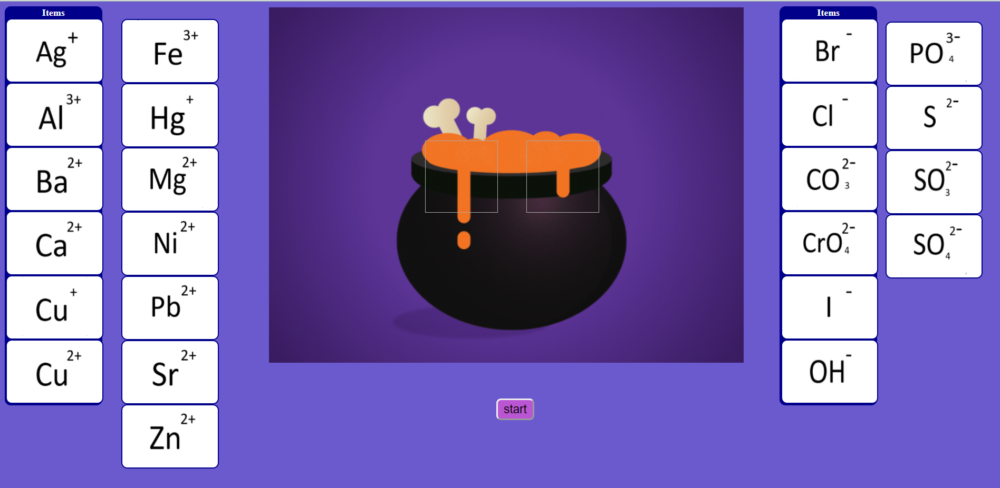 Items
Ag⁺
Al³⁺
Ba²⁺
Ca²⁺
Cu⁺
Cu²⁺
Fe³⁺
Hg⁺
Mg²⁺
Ni²⁺
Pb²⁺
Sr²⁺
Zn²⁺
start
Items
Br⁻
Cl⁻
CO₃²⁻
CrO₄²⁻
I⁻
OH⁻
PO₄³⁻
S²⁻
SO₃²⁻
SO₄²⁻